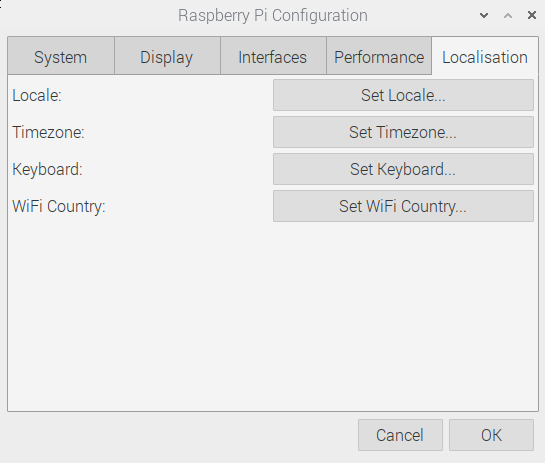 Raspberry Pi Configuration
System Display Interfaces Performance Localisation
Locale: Set Locale...
Timezone: Set Timezone...
Keyboard: Set Keyboard...
WiFi Country: Set WiFi Country...
Cancel OK